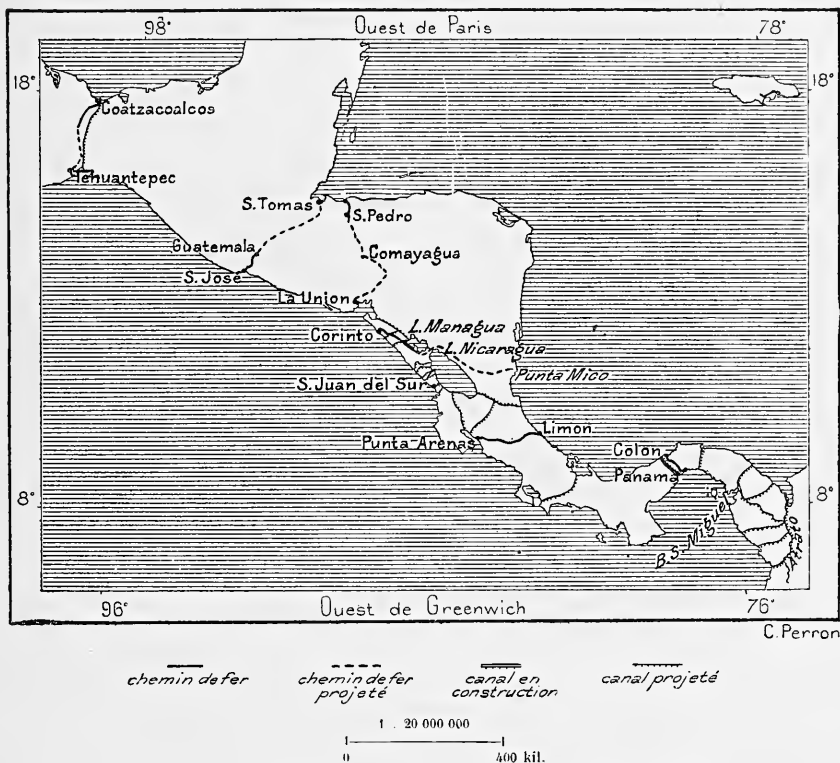 98° Ouest de Paris 78°
18° 18°
Coatzacoalcos
Tehuantepec
S. Tomas
S. Pedro
Guatemala
Comayagua
S. José
La Union
L. Managua
Corinto
L. Nicaragua
Punta Mico
S. Juan del Sur
Limon
Punta-Arenas
Colon
Panama
8° 8°
B. S. Miguel
Atrato
96° Ouest de Greenwich 76°
C. Perron
chemin de fer
chemin de fer projeté
canal en construction
canal projeté
1 : 20 000 000
0 400 kil.